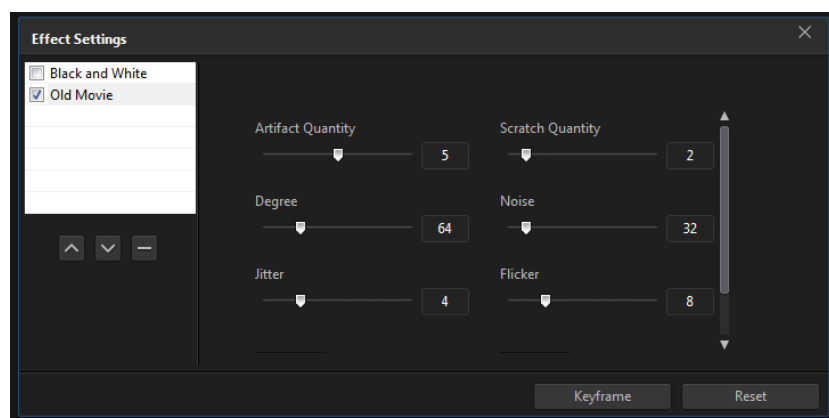 Effect Settings
Black and White
Old Movie
Artifact Quantity
5
Scratch Quantity
2
Degree
64
Noise
32
Jitter
4
Flicker
8
Keyframe
Reset